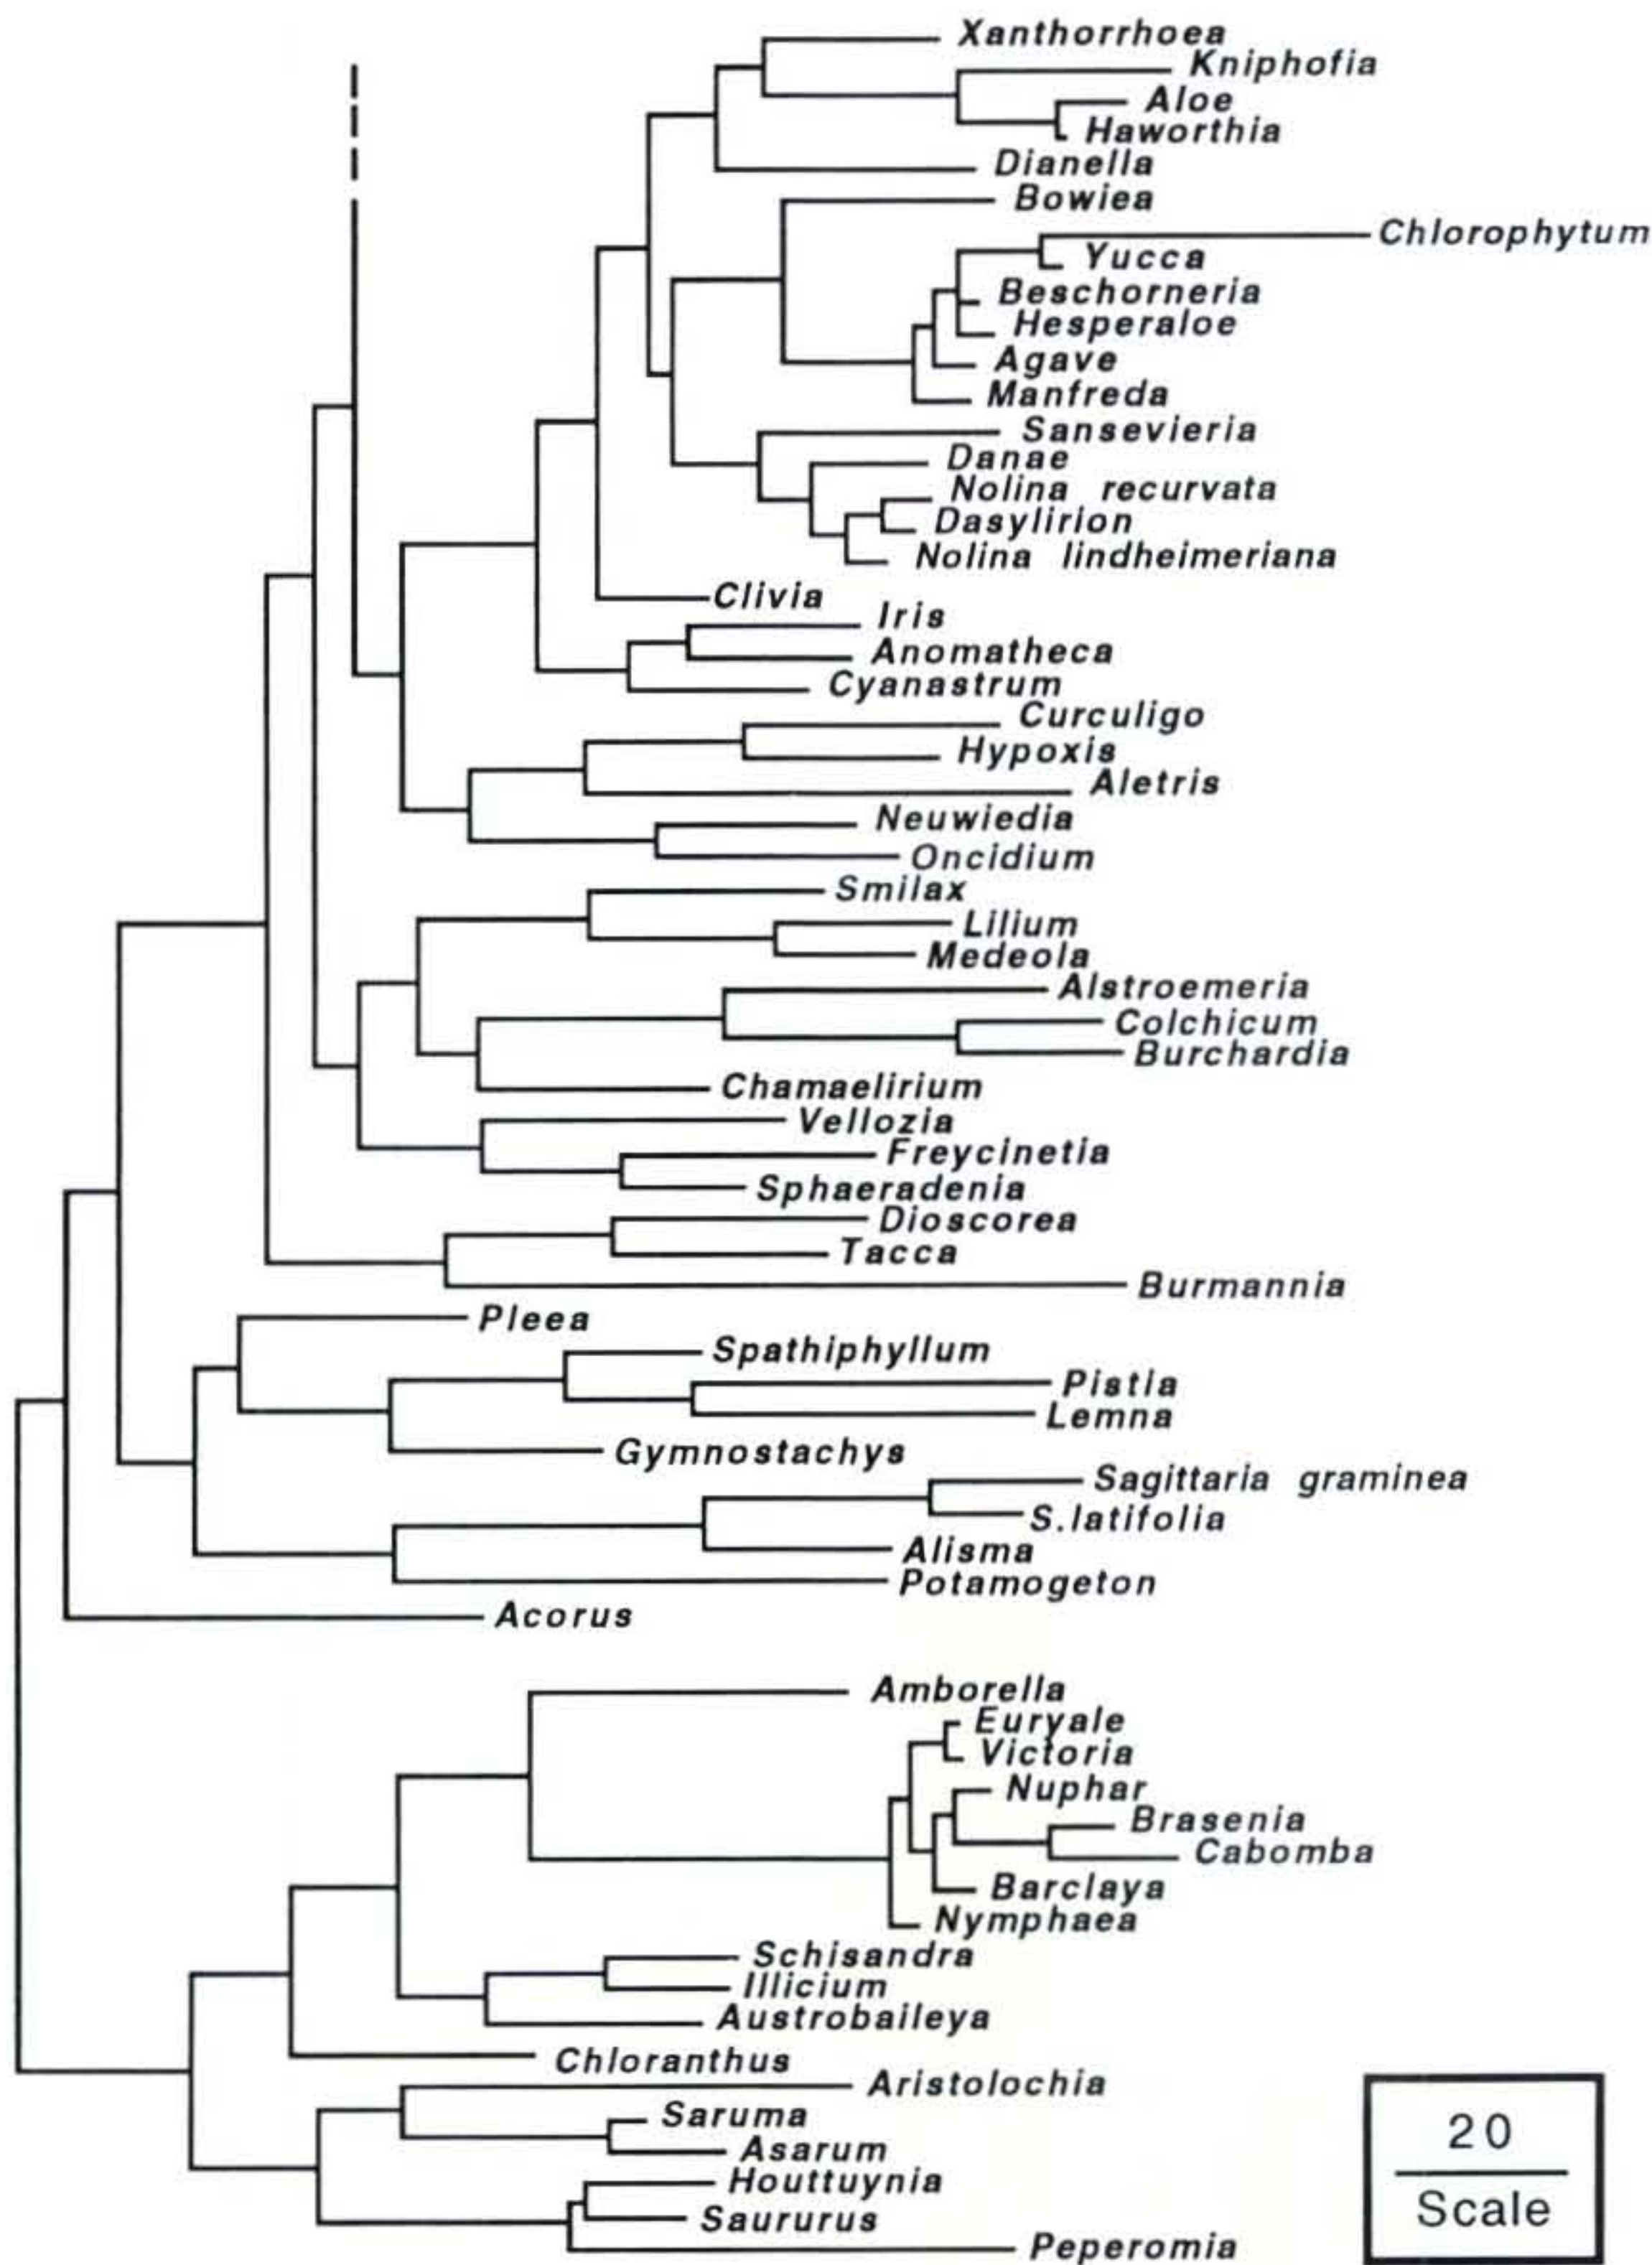 Xanthorrhoea
Kniphofia
Aloe
Haworthia
Dianella
Bowiea
Chlorophytum
Yucca
Beschorneria
Hesperaloe
Agave
Manfreda
Sansevieria
Danae
Nolina recurvata
Dasylirion
Nolina lindheimeriana
Clivia
Iris
Anomatheca
Cyanastrum
Curculigo
Hypoxis
Aletris
Neuwiedia
Oncidium
Smilax
Lilium
Medeola
Alstroemeria
Colchicum
Burchardia
Chamaelirium
Vellozia
Freycinetia
Sphaeradenia
Dioscorea
Tacca
Burmannia
Pleea
Spathiphyllum
Pistia
Lemna
Gymnostachys
Sagittaria graminea
S.latifolia
Alisma
Potamogeton
Acorus
Amborella
Euryale
Victoria
Nuphar
Brasenia
Cabomba
Barclaya
Nymphaea
Schisandra
Illicium
Austrobaileya
Chloranthus
Aristolochia
Saruma
Asarum
Houttuynia
Saururus
Peperomia
20
Scale